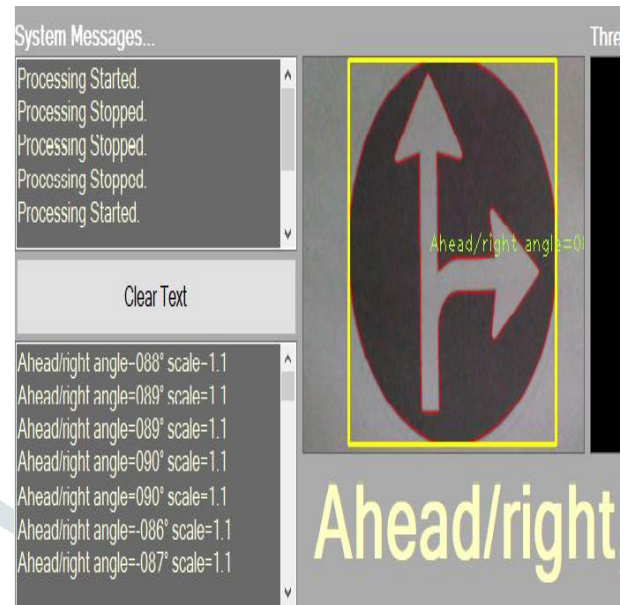 System Messages...
Processing Started.
Processing Stopped.
Processing Stopped.
Processing Stopped.
Processing Started.
Clear Text
Ahead/right angle=088° scale=1.1
Ahead/right angle=089° scale=1.1
Ahead/right angle=089° scale=1.1
Ahead/right angle=090° scale=1.1
Ahead/right angle=090° scale=1.1
Ahead/right angle=-086° scale=1.1
Ahead/right angle=-087° scale=1.1
Thre
Ahead/right angle=0
Ahead/right